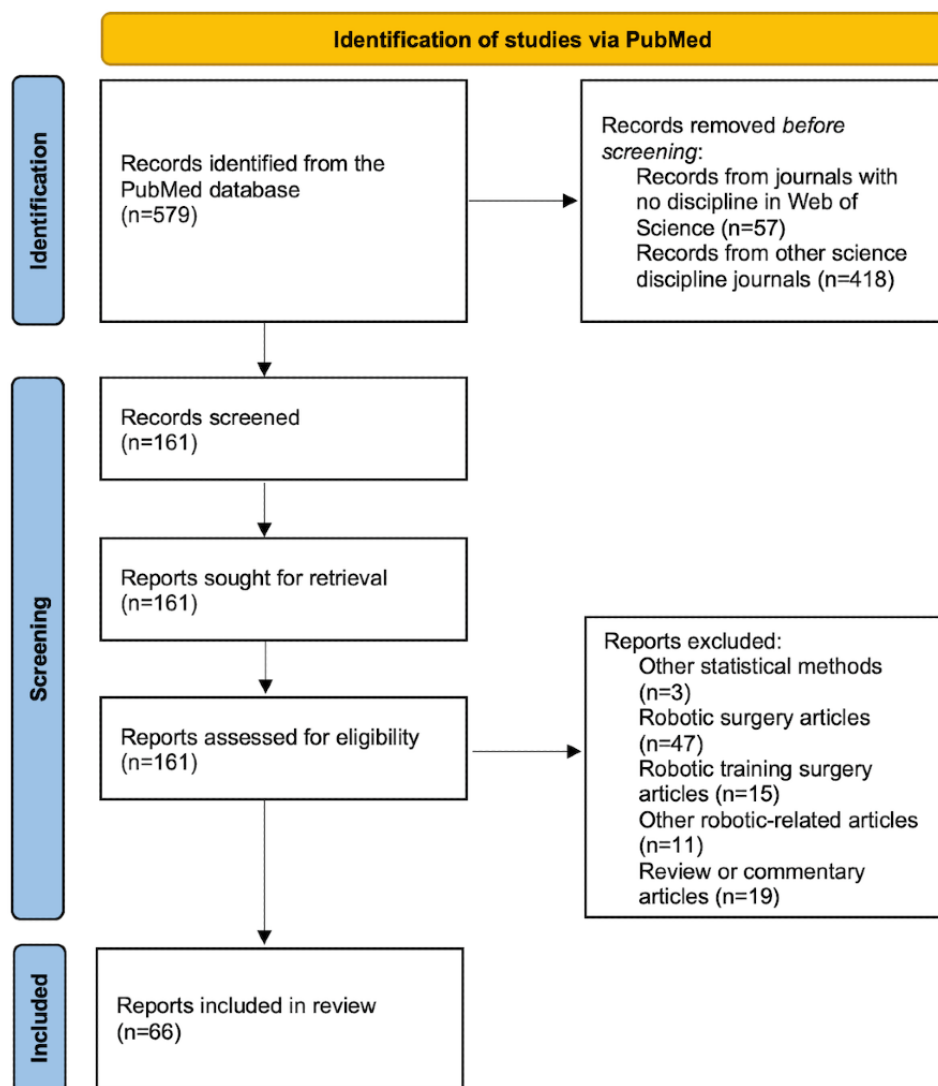 Identification of studies via PubMed
Identification
Records identified from the
PubMed database
(n=579)
Records removed before
screening:
Records from journals with
no discipline in Web of
Science (n=57)
Records from other science
discipline journals (n=418)
Screening
Records screened
(n=161)
Reports sought for retrieval
(n=161)
Reports assessed for eligibility
(n=161)
Reports excluded:
Other statistical methods
(n=3)
Robotic surgery articles
(n=47)
Robotic training surgery
articles (n=15)
Other robotic-related articles
(n=11)
Review or commentary
articles (n=19)
Included
Reports included in review
(n=66)